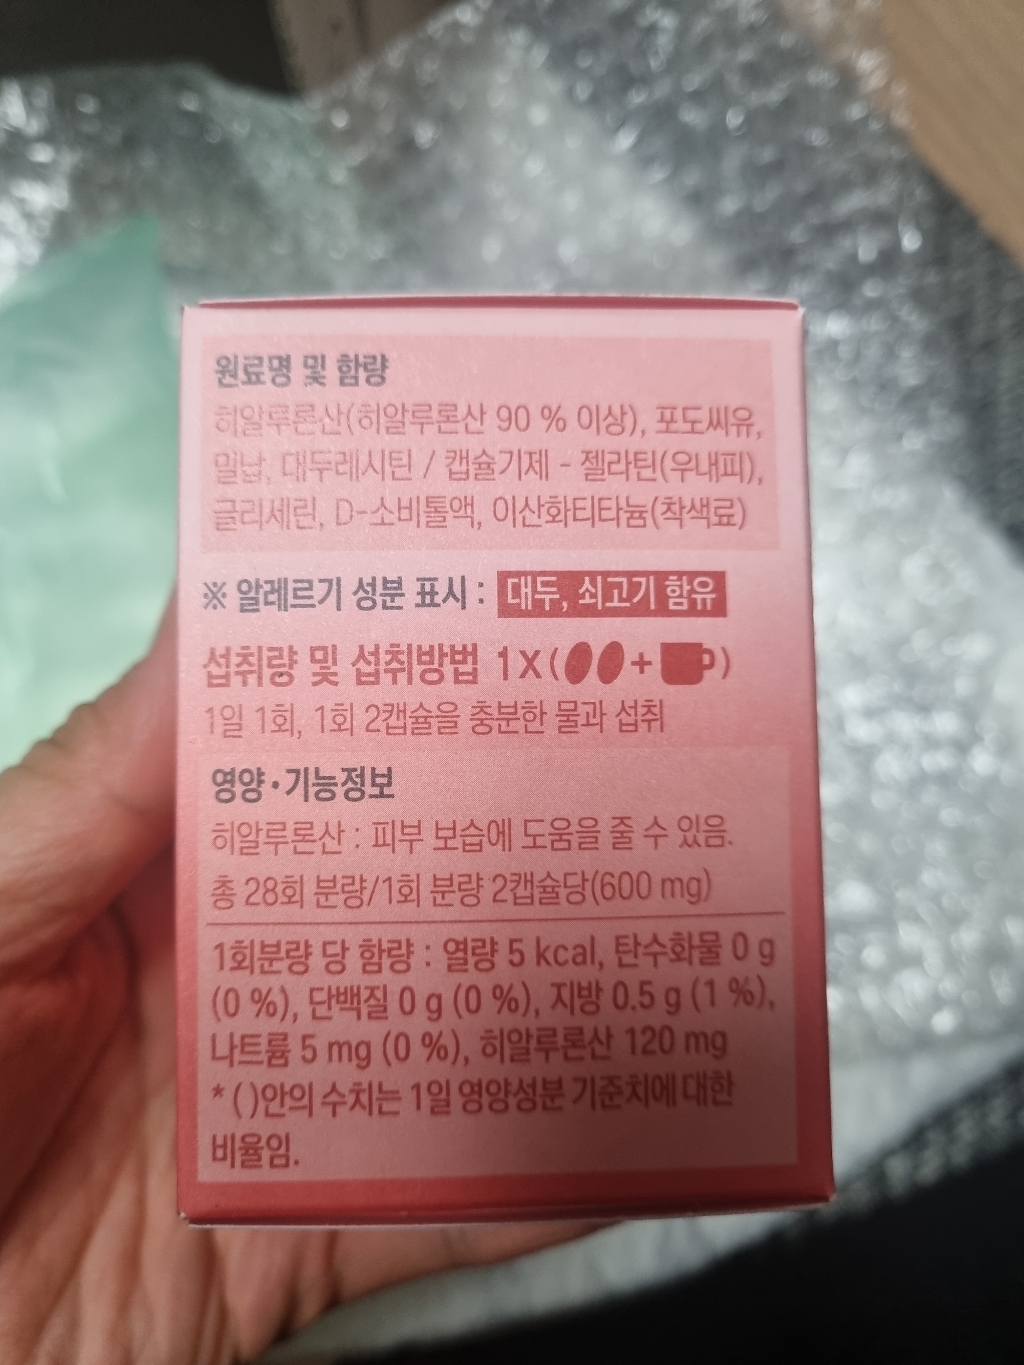 원료명 및 함량
히알루론산(히알루론산 90 % 이상), 포도씨유,
밀납, 대두레시틴 / 캡슐기제 - 젤라틴(우내피),
글리세린, D-소비톨액, 이산화티타늄(착색료)
※ 알레르기 성분 표시 : 대두, 쇠고기 함유
섭취량 및 섭취방법 1x( + )
1일 1회, 1회 2캡슐을 충분한 물과 섭취
영양·기능정보
히알루론산 : 피부 보습에 도움을 줄 수 있음.
총 28회 분량/1회 분량 2캡슐당(600 mg)
1회분량 당 함량 : 열량 5 kcal, 탄수화물 0 g
(0 %), 단백질 0 g (0 %), 지방 0.5 g (1 %),
나트륨 5 mg (0 %), 히알루론산 120 mg
* ( )안의 수치는 1일 영양성분 기준치에 대한
비율임.